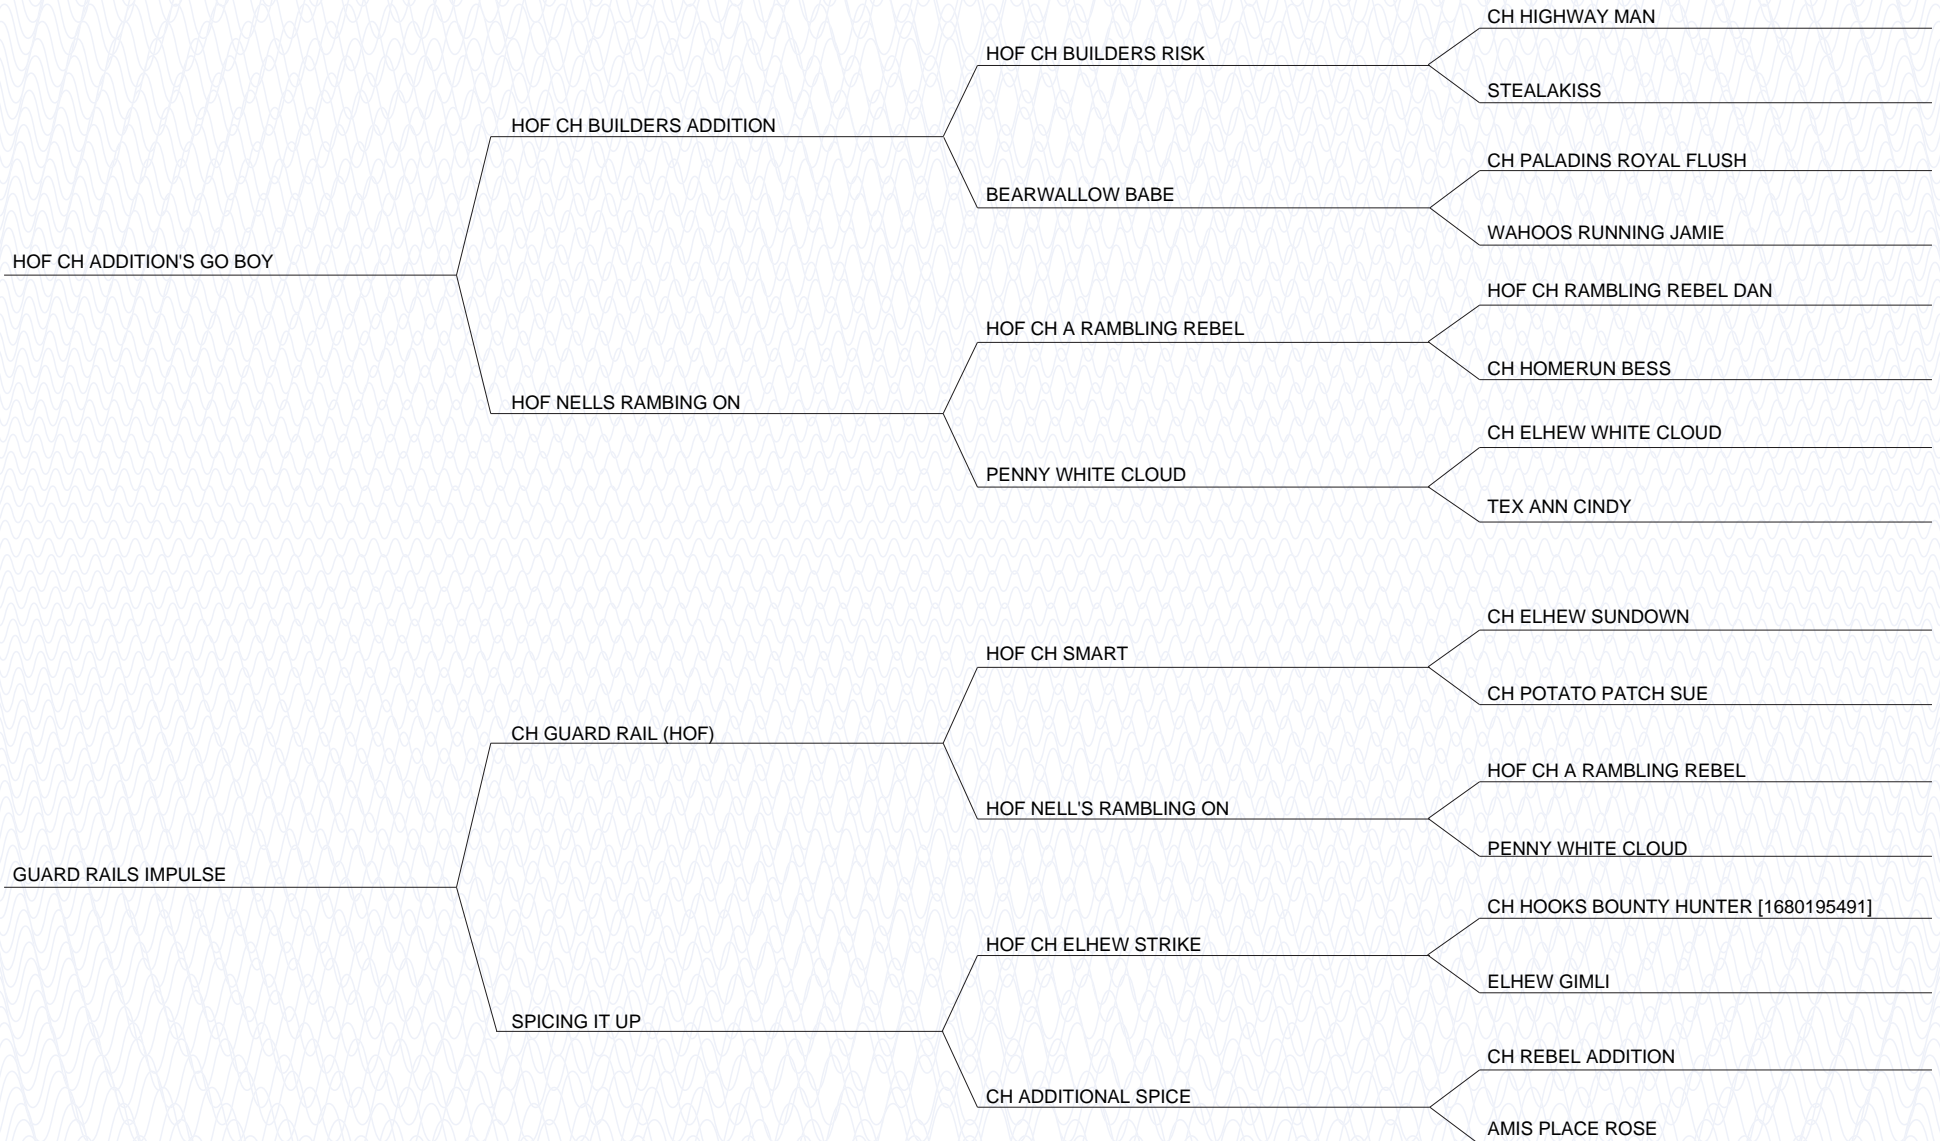 CH HIGHWAY MAN
HOF CH BUILDERS RISK
STEALAKISS
HOF CH BUILDERS ADDITION
CH PALADINS ROYAL FLUSH
BEARWALLOW BABE
WAHOOS RUNNING JAMIE
HOF CH ADDITION'S GO BOY
HOF CH RAMBLING REBEL DAN
HOF CH A RAMBLING REBEL
CH HOMERUN BESS
HOF NELLS RAMBING ON
CH ELHEW WHITE CLOUD
PENNY WHITE CLOUD
TEX ANN CINDY
CH ELHEW SUNDOWN
HOF CH SMART
CH POTATO PATCH SUE
CH GUARD RAIL (HOF)
HOF CH A RAMBLING REBEL
HOF NELL'S RAMBLING ON
PENNY WHITE CLOUD
GUARD RAILS IMPULSE
CH HOOKS BOUNTY HUNTER [1680195491]
HOF CH ELHEW STRIKE
ELHEW GIMLI
SPICING IT UP
CH REBEL ADDITION
CH ADDITIONAL SPICE
AMIS PLACE ROSE